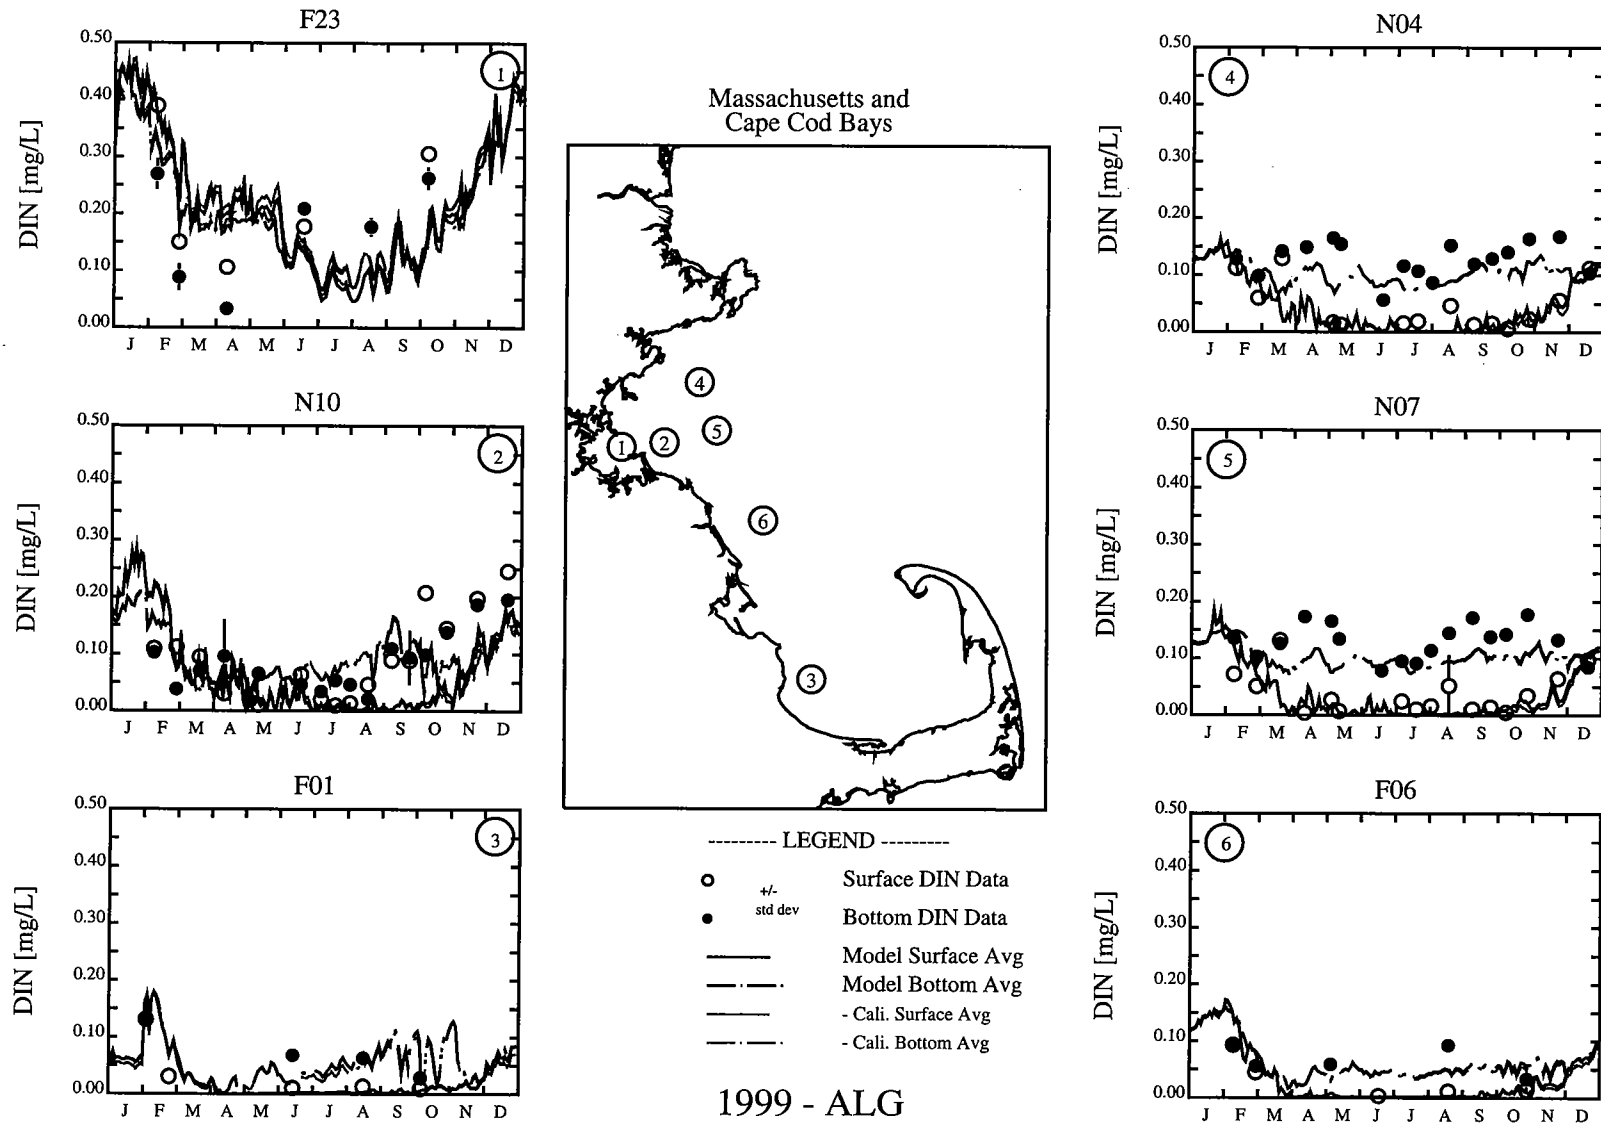 F23
0.50
0.40
0.30
0.20
0.10
0.00
DIN [mg/L]
1
J F M A M J J A S O N D
N10
0.50
0.40
0.30
0.20
0.10
0.00
DIN [mg/L]
2
J F M A M J J A S O N D
F01
0.50
0.40
0.30
0.20
0.10
0.00
DIN [mg/L]
3
J F M A M J J A S O N D
Massachusetts and
Cape Cod Bays
4
5
1
2
6
3
--------- LEGEND ---------
Surface DIN Data
+/-
std dev
Bottom DIN Data
Model Surface Avg
Model Bottom Avg
- Cali. Surface Avg
- Cali. Bottom Avg
1999 - ALG
N04
0.50
0.40
0.30
0.20
0.10
0.00
DIN [mg/L]
4
J F M A M J J A S O N D
N07
0.50
0.40
0.30
0.20
0.10
0.00
DIN [mg/L]
5
J F M A M J J A S O N D
F06
0.50
0.40
0.30
0.20
0.10
0.00
DIN [mg/L]
6
J F M A M J J A S O N D